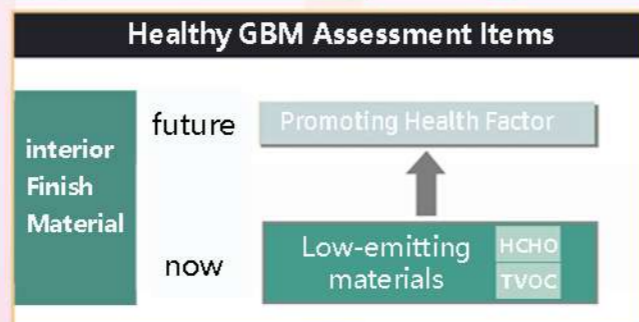 Healthy GBM Assessment Items
interior
Finish
Material
future
Promoting Health Factor
now
Low-emitting
materials
HCHO
TVOC